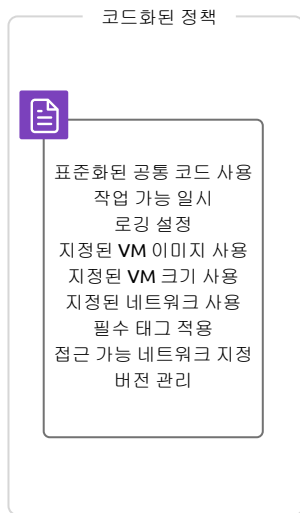 코드화된 정책
표준화된 공통 코드 사용
작업 가능 일시
로깅 설정
지정된 VM 이미지 사용
지정된 VM 크기 사용
지정된 네트워크 사용
필수 태그 적용
접근 가능 네트워크 지정
버전 관리